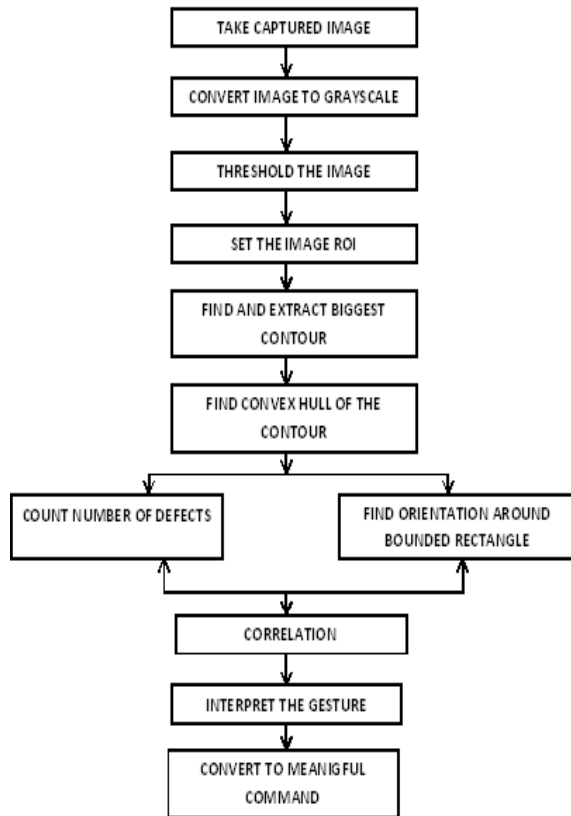 TAKE CAPTURED IMAGE
CONVERT IMAGE TO GRAYSCALE
THRESHOLD THE IMAGE
SET THE IMAGE ROI
FIND AND EXTRACT BIGGEST
CONTOUR
FIND CONVEX HULL OF THE
CONTOUR
COUNT NUMBER OF DEFECTS
FIND ORIENTATION AROUND
BOUNDED RECTANGLE
CORRELATION
INTERPRET THE GESTURE
CONVERT TO MEANIGFUL
COMMAND